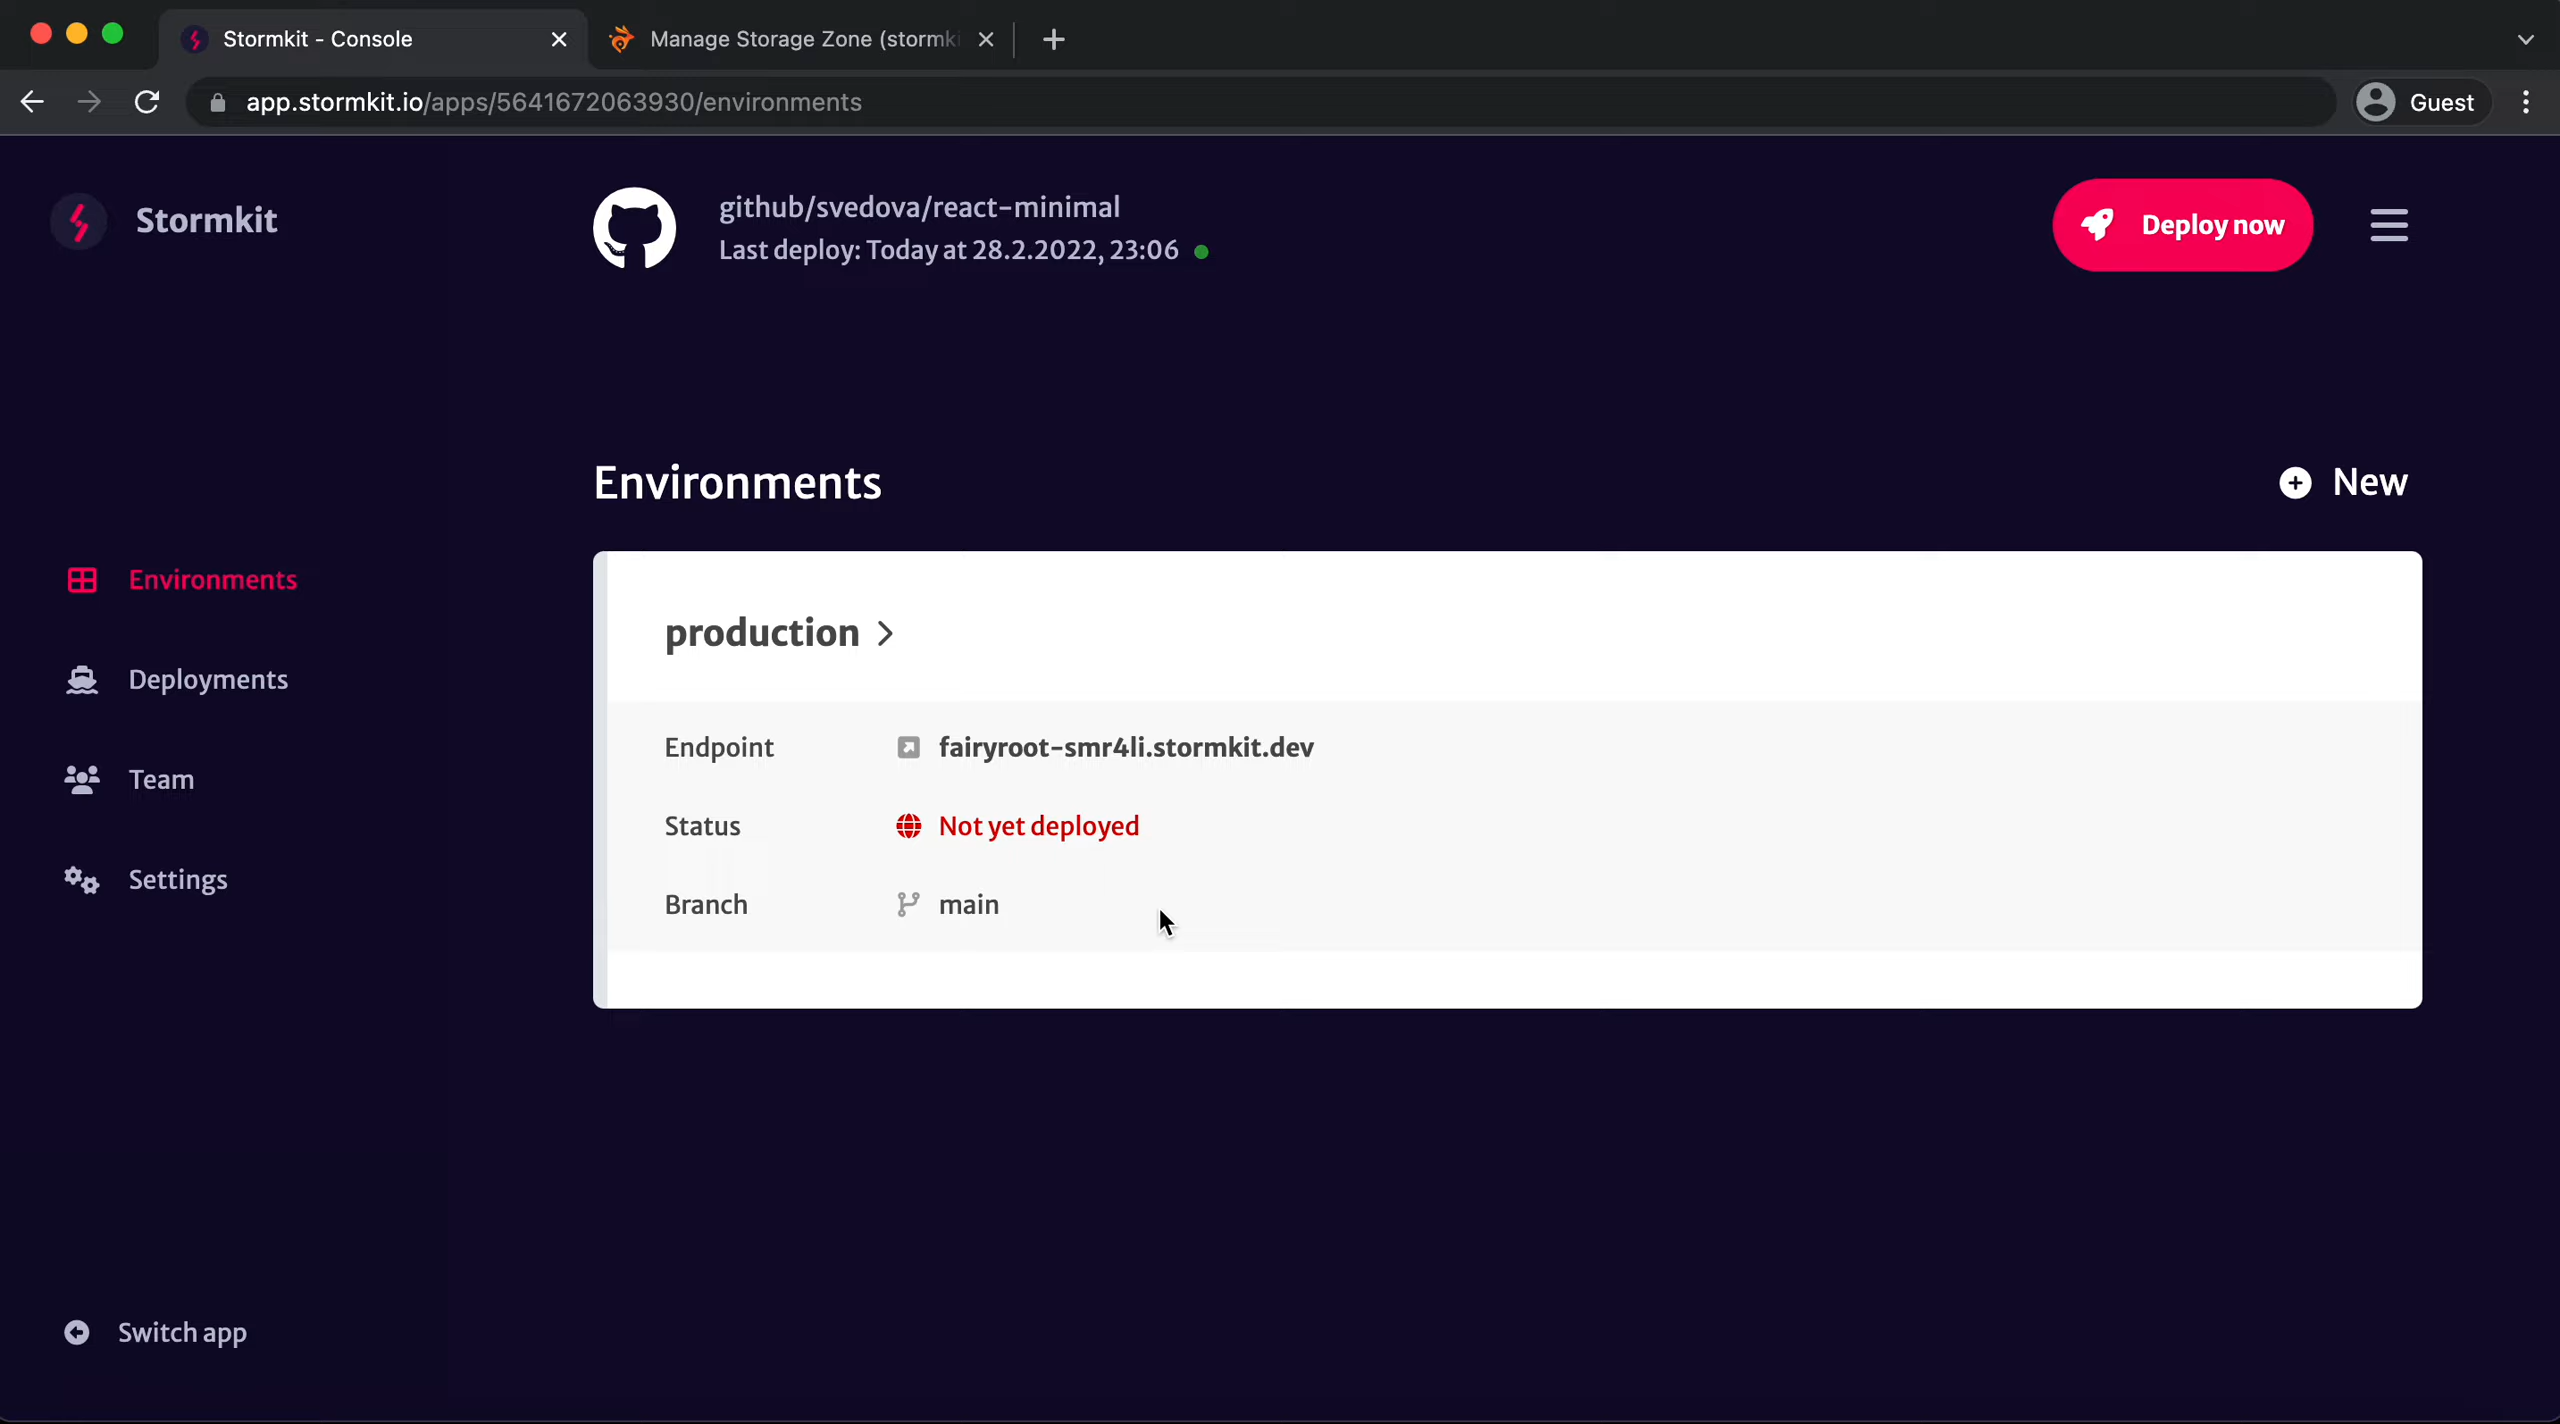 Stormkit - Console
Manage Storage Zone (stormki
app.stormkit.io/apps/5641672063930/environments
Guest
Stormkit
github/svedova/react-minimal
Last deploy: Today at 28.2.2022, 23:06
Deploy now
Environments
New
Environments
Deployments
Team
Settings
production
Endpoint fairyroot-smr4li.stormkit.dev
Status Not yet deployed
Branch main
Switch app